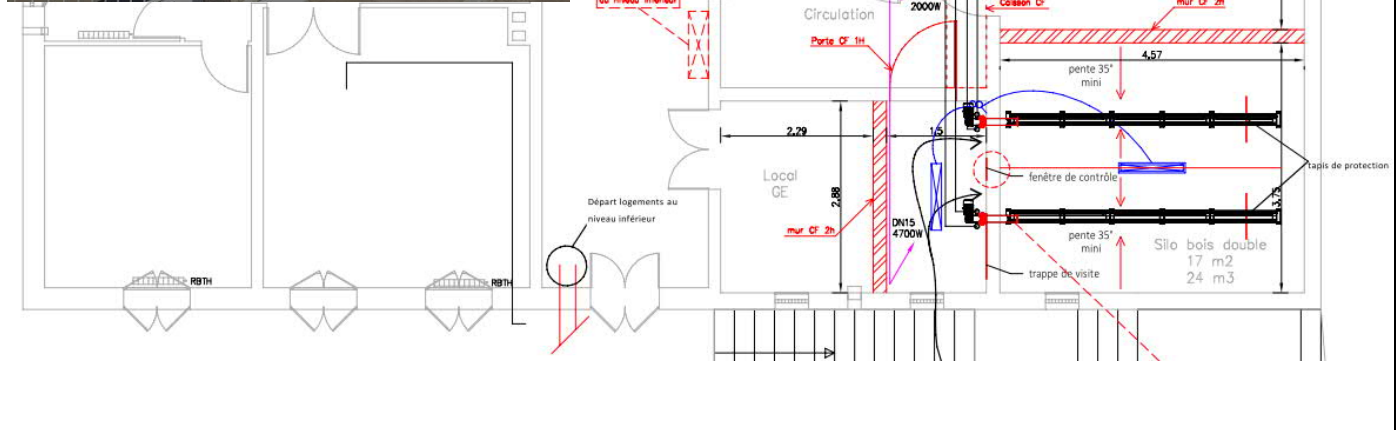 du niveau inférieur
Circulation
2000W
Caisson CF
mur CF 2h
Porte CF 1H
4,57
pente 35°
mini
2.29
1.5
tapis de protection
Local
GE
2.88
fenêtre de contrôle
3.75
Départ logements au
niveau inférieur
DN15
4700W
mur CF 2h
pente 35°
mini
Silo bois double
17 m2
24 m3
trappe de visite
RBTH
RBTH